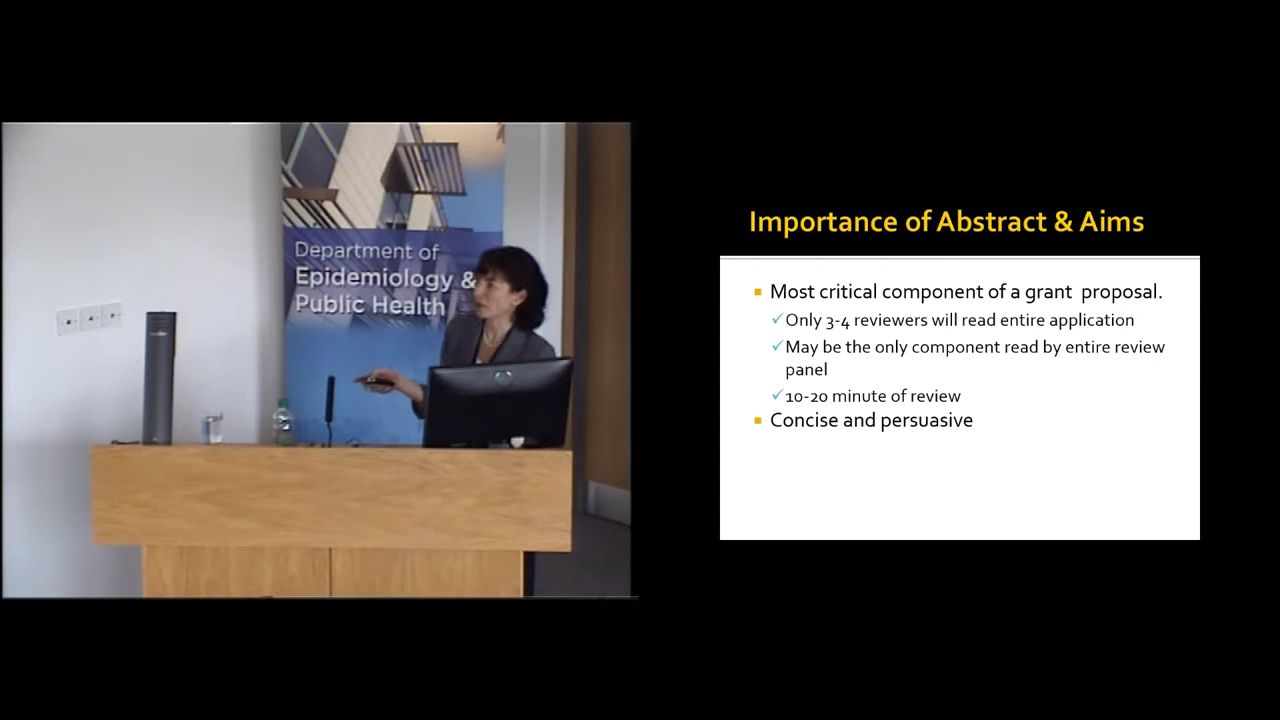 Department of
Epidemiology &
Public Health
Importance of Abstract & Aims
Most critical component of a grant proposal.
Only 3-4 reviewers will read entire application
May be the only component read by entire review
panel
10-20 minute of review
Concise and persuasive